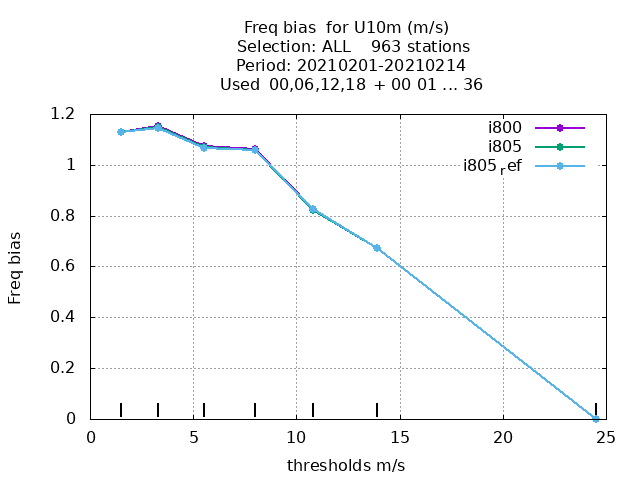 Freq bias  for U10m (m/s)
Selection: ALL    963 stations
Period: 20210201-20210214
Used  00,06,12,18  + 00 01 ... 36
1.2
i800
i805
i805ref
1
0.8
0.6
0.4
0.2
0
Freq bias
0 5 10 15 20 25
thresholds m/s